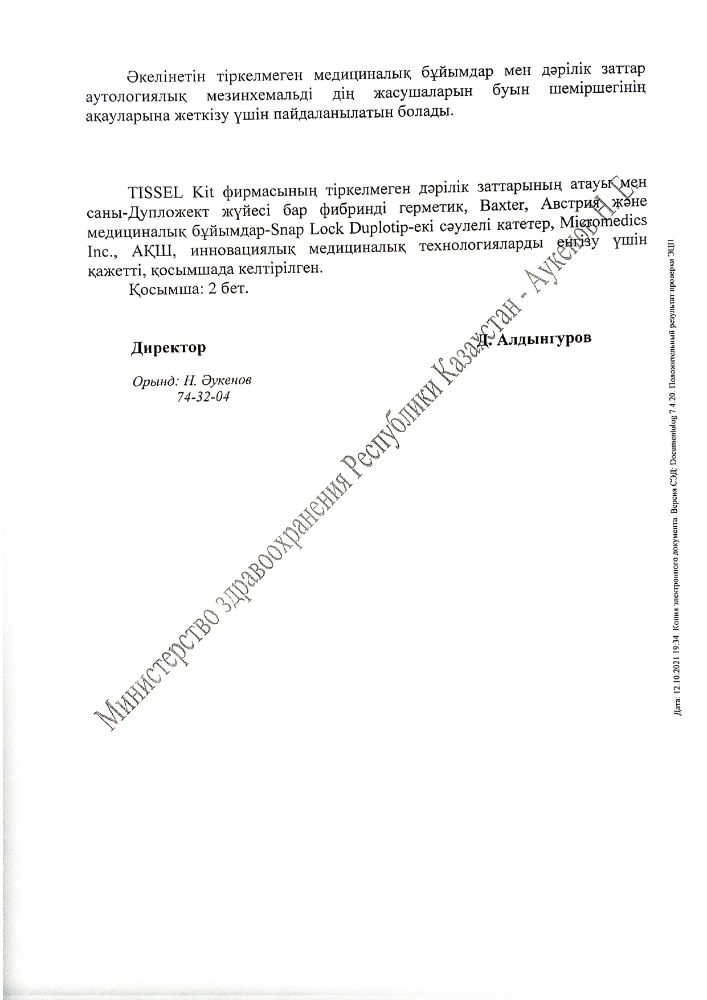 Әкелінетін тіркелмеген медициналық бұйымдар мен дәрілік заттар
аутологиялық мезинхемальді дің жасушаларын буын шеміршегінің
ақауларына жеткізу үшін пайдаланылатын болады.
TISSEL Kit фирмасының тіркелмеген дәрілік заттарының атауы мен
саны-Дупложект жүйесі бар фибринді герметик, Baxter, Австрия және
медициналық бұйымдар-Snap Lock Duplotip-екі сәулелі катетер, Micromedics
Inc., АҚШ, инновациялық медициналық технологияларды енгізу үшін
қажетті, қосымшада келтірілген.
Қосымша: 2 бет.
Директор Д. Алдынгуров
Орынд: Н. Әукенов
74-32-04
Министерство здравоохранения Республики Казахстан - Аукенов Н. Е.
Дата: 12.10.2021 19:34. Копия электронного документа. Версия СЭД: Documentolog 7.4.20. Положительный результат проверки ЭЦП